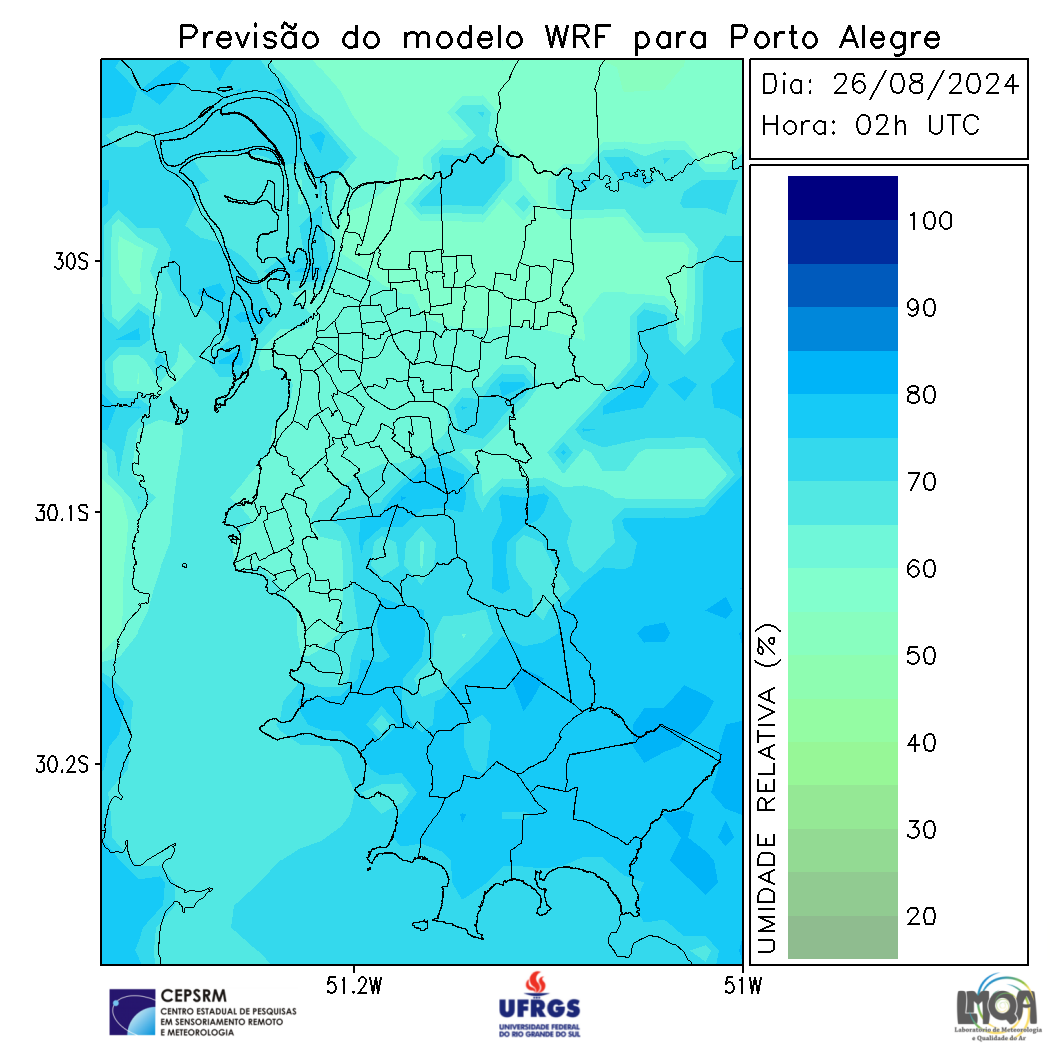 Previsão do modelo WRF para Porto Alegre
Dia: 26/08/2024
Hora: 02h UTC
30S
30.1S
30.2S
51.2W
51W
100
90
80
70
60
50
40
30
20
UMIDADE RELATIVA (%)
CEPSRM
CENTRO ESTADUAL DE PESQUISAS
EM SENSORIAMENTO REMOTO
E METEOROLOGIA
UFRGS
UNIVERSIDADE FEDERAL
DO RIO GRANDE DO SUL
LMQA
Laboratório de Meteorologia
e Qualidade do Ar